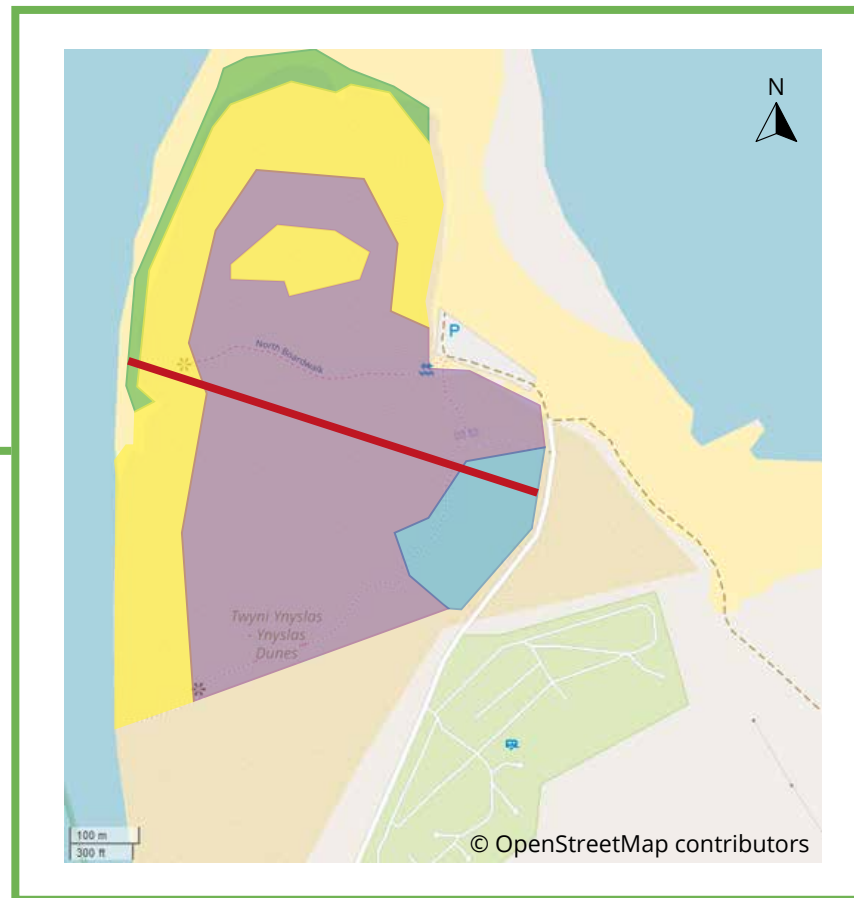 N
P
North Boardwalk
Twyni Ynyslas
- Ynyslas
Dunes
100 m
300 ft
© OpenStreetMap contributors